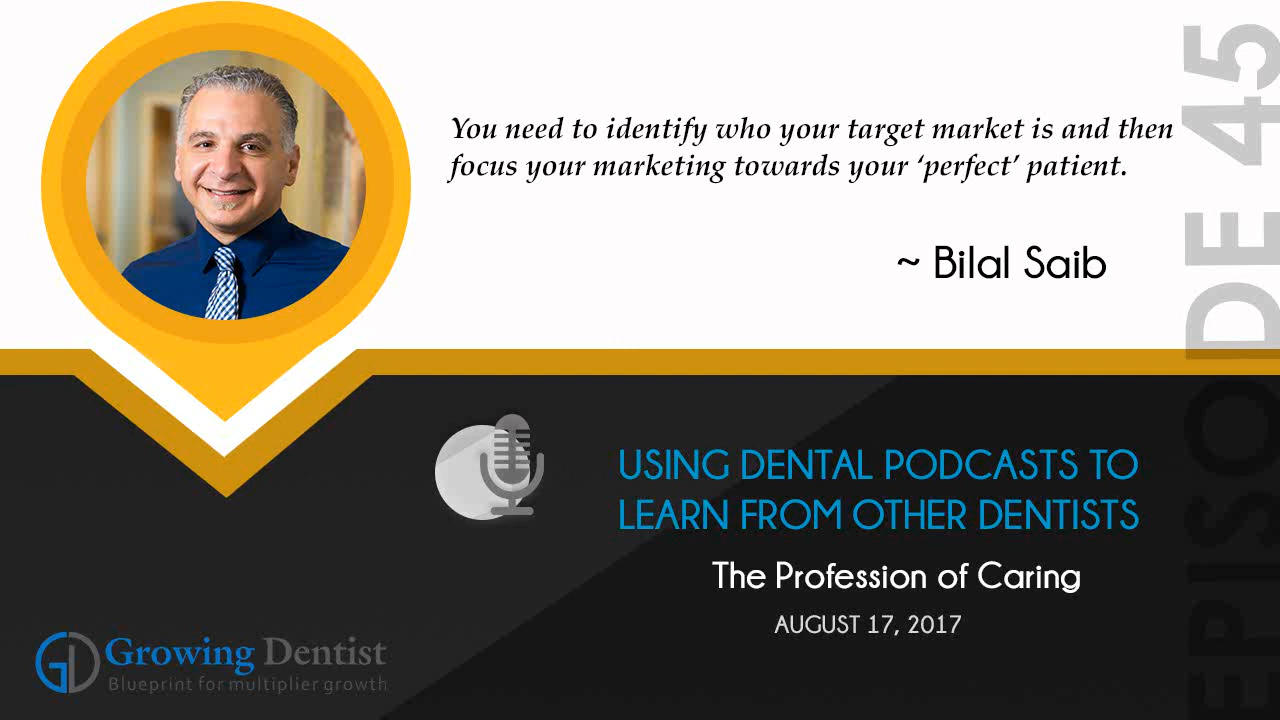 You need to identify who your target market is and then
focus your marketing towards your ‘perfect’ patient.
~ Bilal Saib
EPISODE 45
USING DENTAL PODCASTS TO
LEARN FROM OTHER DENTISTS
The Profession of Caring
AUGUST 17, 2017
GD Growing Dentist
Blueprint for multiplier growth